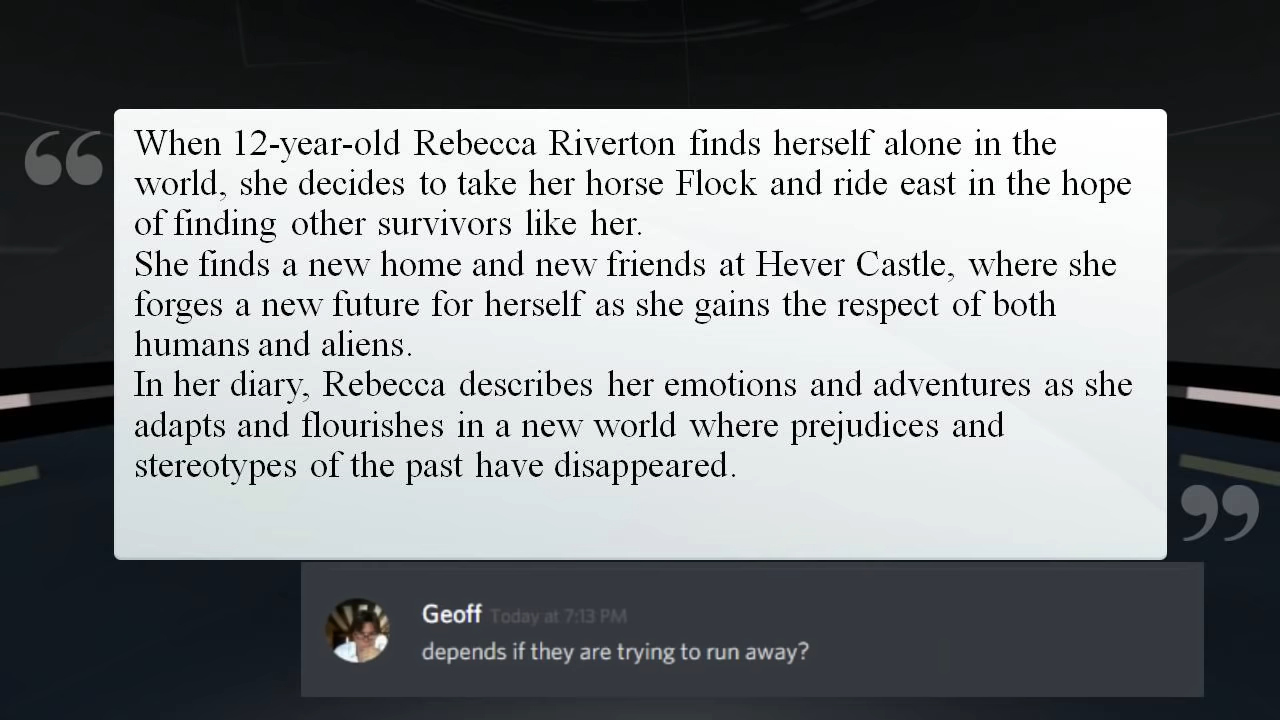 When 12-year-old Rebecca Riverton finds herself alone in the
world, she decides to take her horse Flock and ride east in the hope
of finding other survivors like her.
She finds a new home and new friends at Hever Castle, where she
forges a new future for herself as she gains the respect of both
humans and aliens.
In her diary, Rebecca describes her emotions and adventures as she
adapts and flourishes in a new world where prejudices and
stereotypes of the past have disappeared.
Geoff Today at 7:13 PM
depends if they are trying to run away?